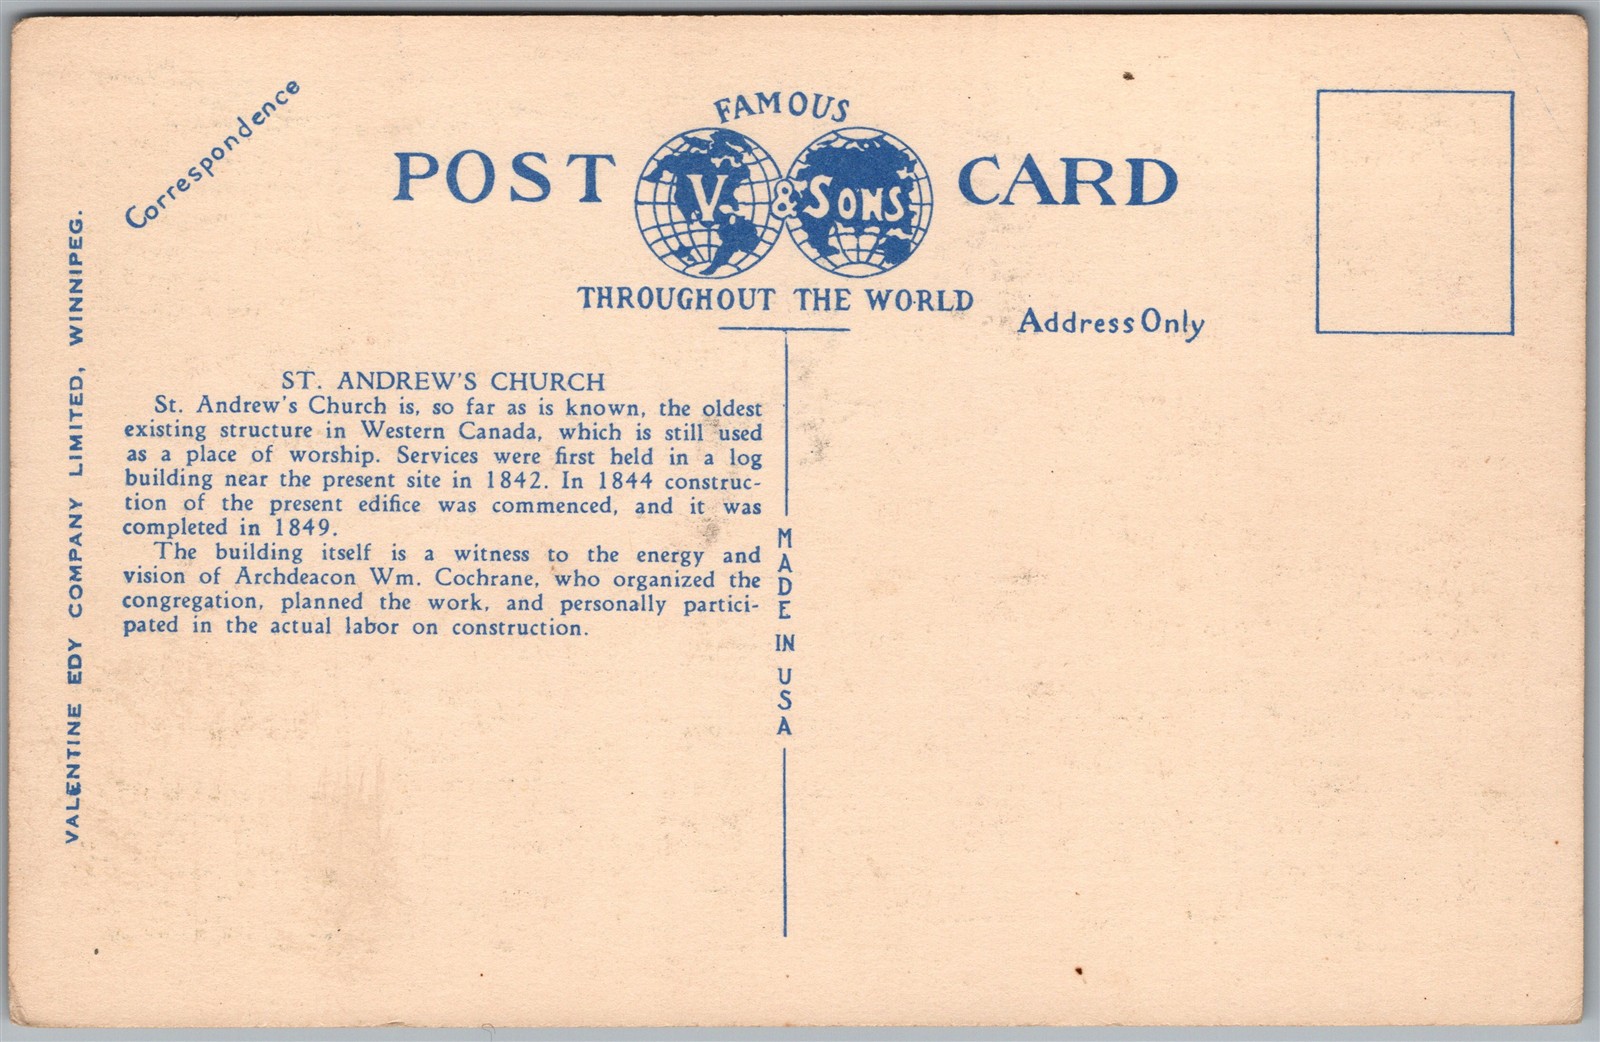 Correspondence
FAMOUS
POST CARD
V. & SONS
THROUGHOUT THE WORLD
Address Only
VALENTINE EDY COMPANY LIMITED, WINNIPEG.
ST. ANDREW'S CHURCH
St. Andrew's Church is, so far as is known, the oldest
existing structure in Western Canada, which is still used
as a place of worship. Services were first held in a log
building near the present site in 1842. In 1844 construc-
tion of the present edifice was commenced, and it was
completed in 1849.
The building itself is a witness to the energy and
vision of Archdeacon Wm. Cochrane, who organized the
congregation, planned the work, and personally partici-
pated in the actual labor on construction.
MADE IN USA